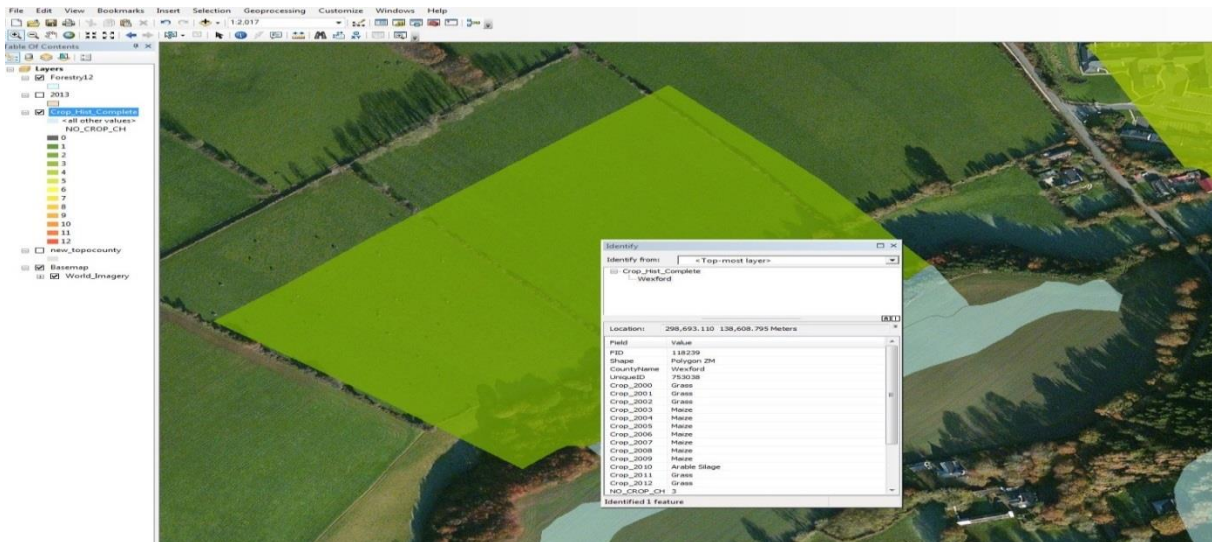 File Edit View Bookmarks Insert Selection Geoprocessing Customize Windows Help
1:2,017
Table Of Contents
Layers
Forestry12
2013
Crop_Hist_Complete
<all other values>
NO_CROP_CH
0
1
2
3
4
5
6
7
8
9
10
11
12
new_topocounty
Basemap
World_Imagery
Identify
Identify from: <Top-most layer>
Crop_Hist_Complete
Wexford
Location: 298,693.110 138,608.795 Meters
Field Value
FID 118239
Shape Polygon ZM
CountyName Wexford
UniqueID 753038
Crop_2000 Grass
Crop_2001 Grass
Crop_2002 Grass
Crop_2003 Maize
Crop_2004 Maize
Crop_2005 Maize
Crop_2006 Maize
Crop_2007 Maize
Crop_2008 Maize
Crop_2009 Maize
Crop_2010 Arable Silage
Crop_2011 Grass
Crop_2012 Grass
NO_CROP_CH 3
Identified 1 feature